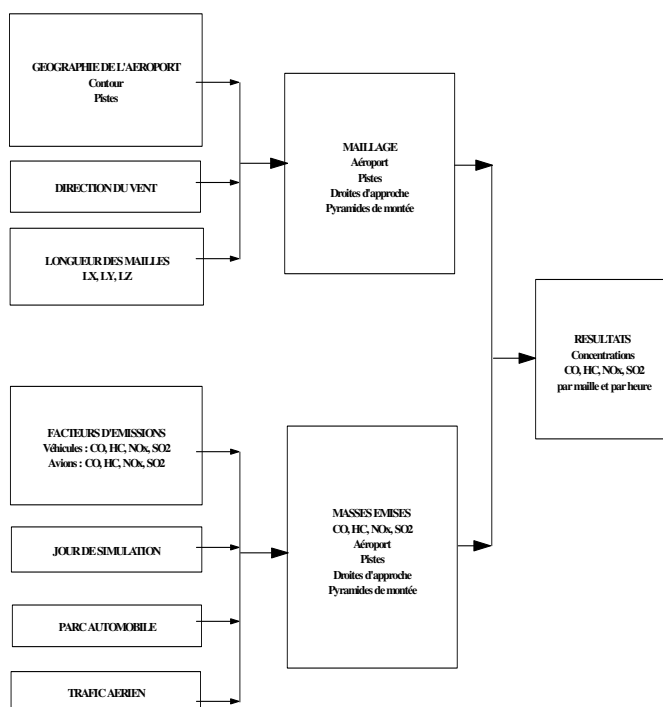 GEOGRAPHIE DE L'AEROPORT
Contour
Pistes
DIRECTION DU VENT
LONGUEUR DES MAILLES
LX, LY, LZ
MAILLAGE
Aéroport
Pistes
Droites d'approche
Pyramides de montée
FACTEURS D'EMISSIONS
Véhicules : CO, HC, NOx, SO2
Avions : CO, HC, NOx, SO2
JOUR DE SIMULATION
PARC AUTOMOBILE
TRAFIC AERIEN
MASSES EMISES
CO, HC, NOx, SO2
Aéroport
Pistes
Droites d'approche
Pyramides de montée
RESULTATS
Concentrations
CO, HC, NOx, SO2
par maille et par heure